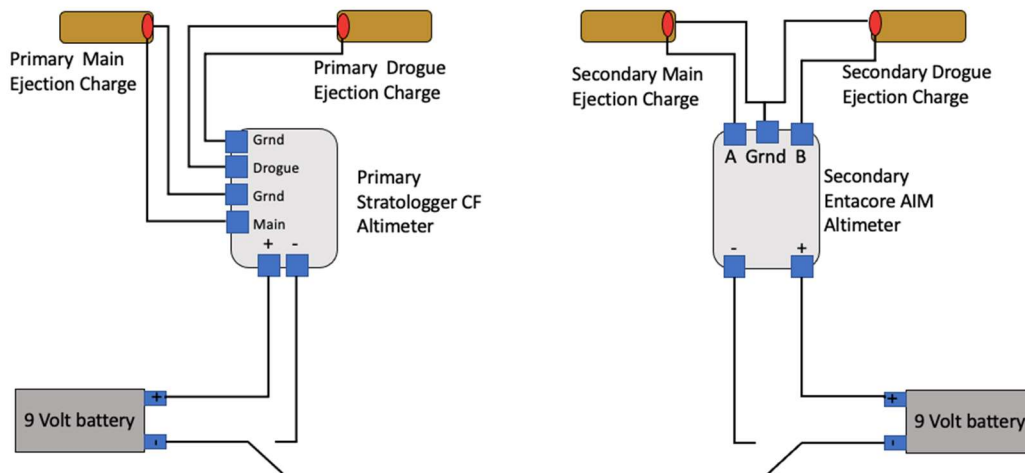 Primary Main
Ejection Charge
Primary Drogue
Ejection Charge
Grnd
Drogue
Grnd
Main
+ -
Primary
Stratologger CF
Altimeter
9 Volt battery
+
-
Secondary Main
Ejection Charge
Secondary Drogue
Ejection Charge
A Grnd B
- +
Secondary
Entacore AIM
Altimeter
+
-
9 Volt battery